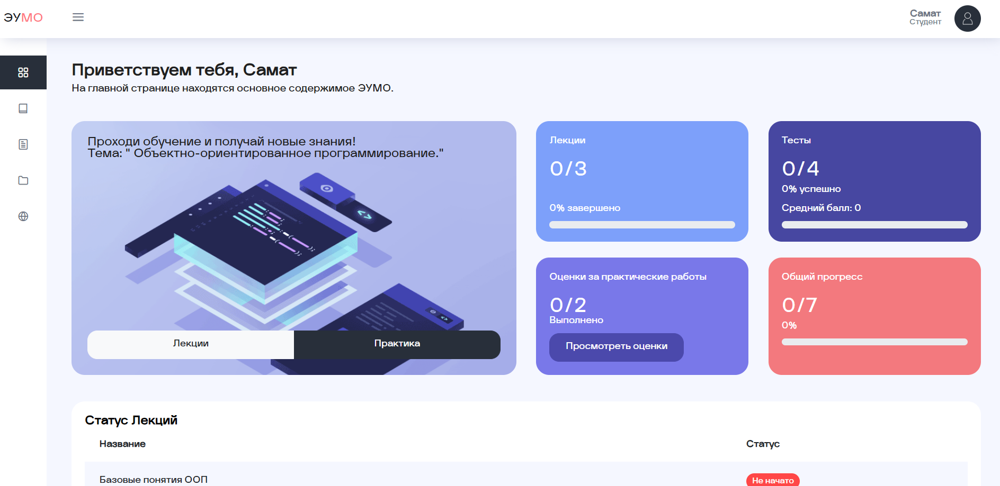 ЭУМО
Самат
Студент
Приветствуем тебя, Самат
На главной странице находятся основное содержимое ЭУМО.
Проходи обучение и получай новые знания!
Тема: " Объектно-ориентированное программирование."
Лекции
Практика
Лекции
0/3
0% завершено
Тесты
0/4
0% успешно
Средний балл: 0
Оценки за практические работы
0/2
Выполнено
Просмотреть оценки
Общий прогресс
0/7
0%
Статус Лекций
Название
Статус
Базовые понятия ООП
Не начато